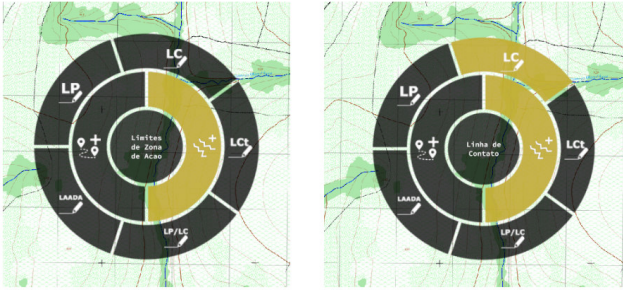 LC
LP
Limites
de Zona
de Acao
LCt
LAADA
LP/LC
LC
LP
Linha de
Contato
LCt
LAADA
LP/LC